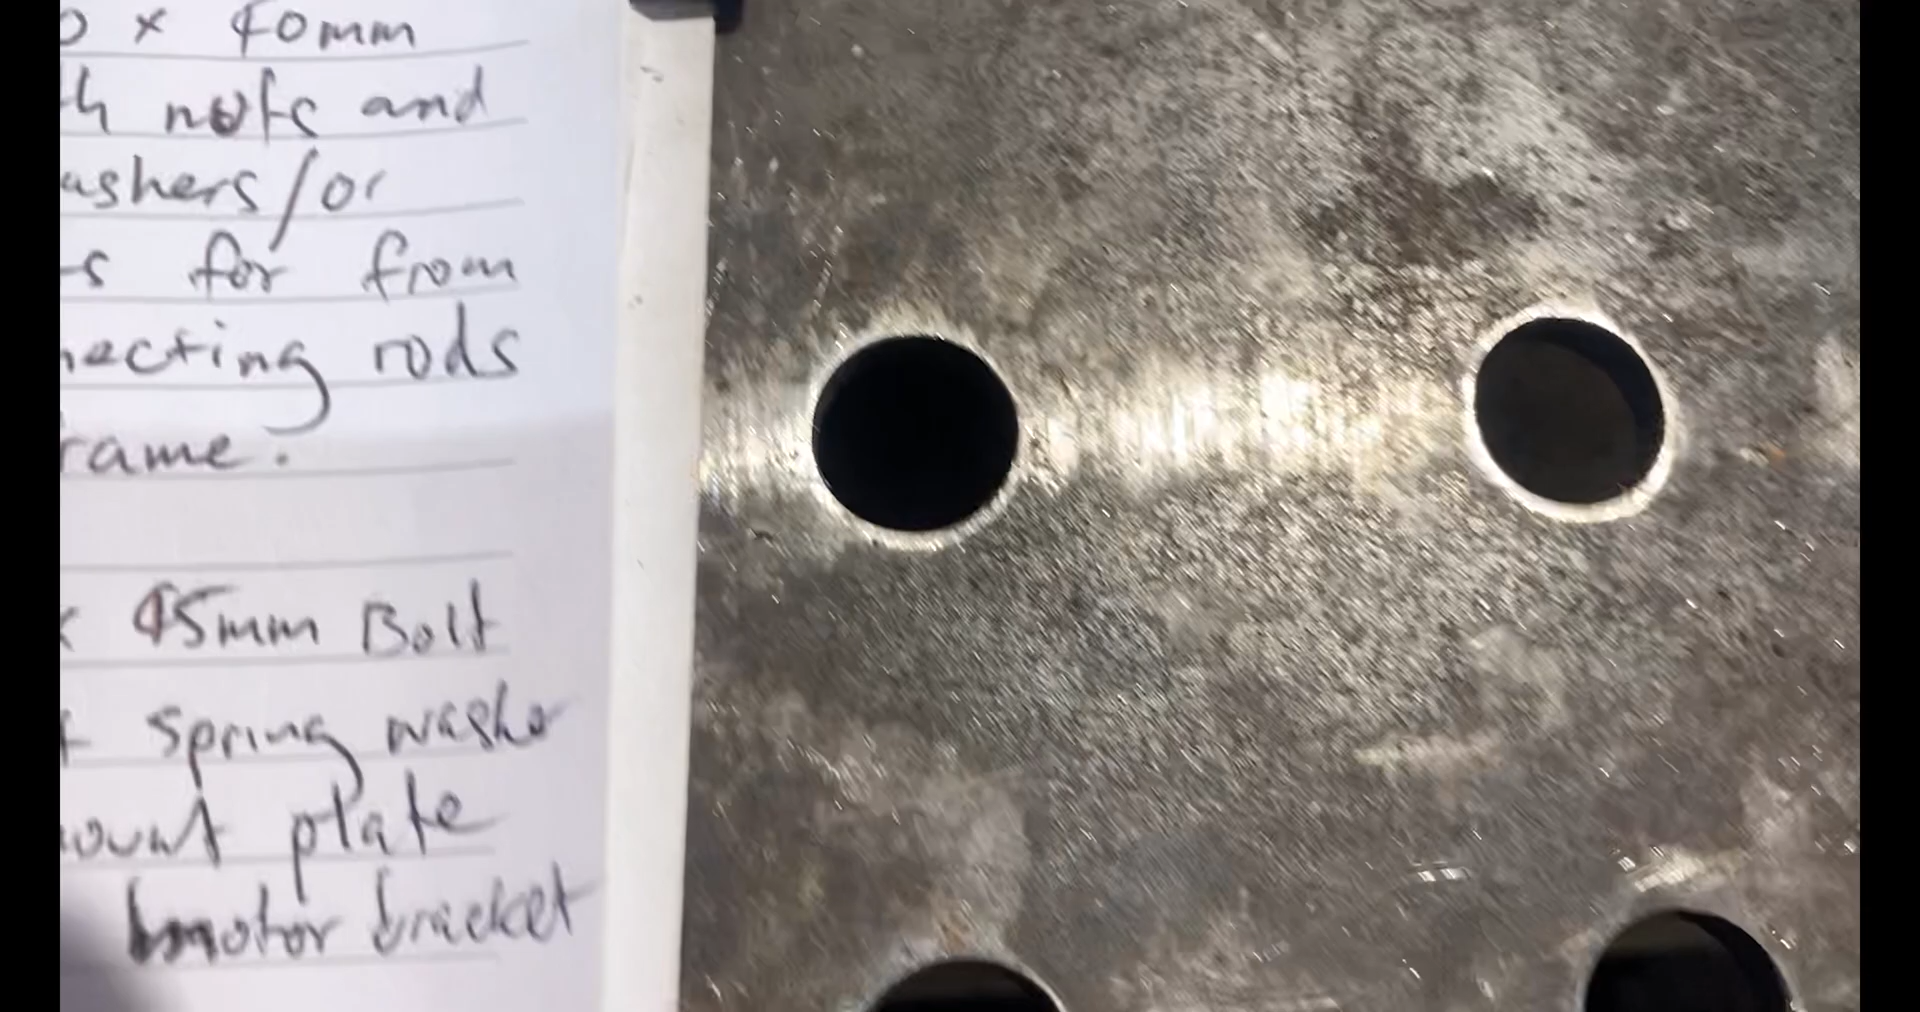 x 40mm
nuts and
ashers/or
s for from
necting rods
rame.
45mm Bolt
spring washer
ount plate
motor bracket